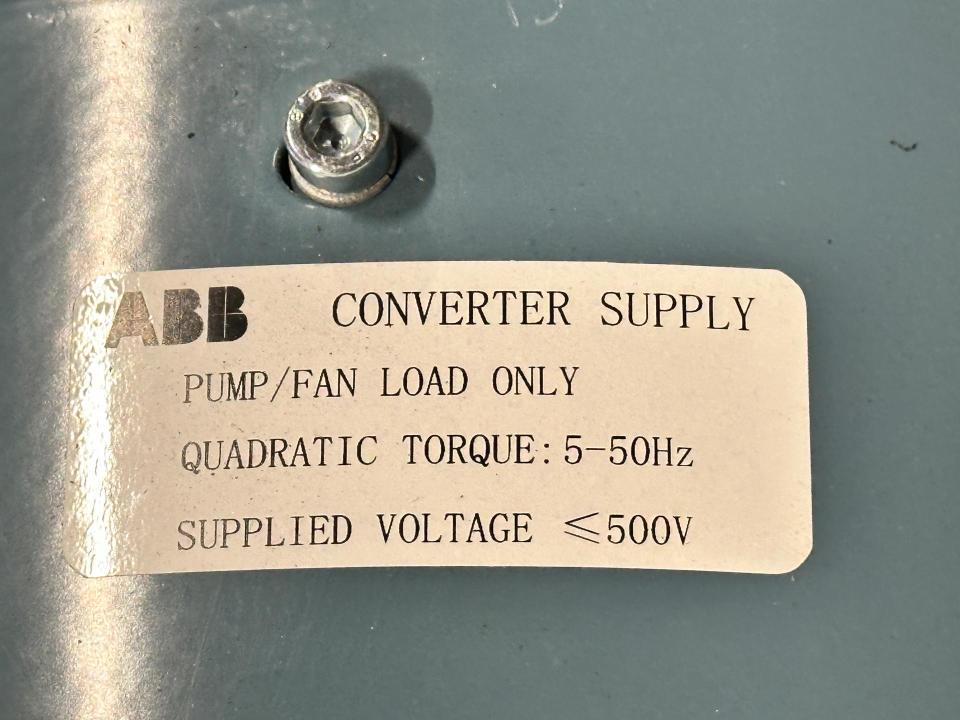 ABB CONVERTER SUPPLY
PUMP/FAN LOAD ONLY
QUADRATIC TORQUE: 5-50Hz
SUPPLIED VOLTAGE ≤500V